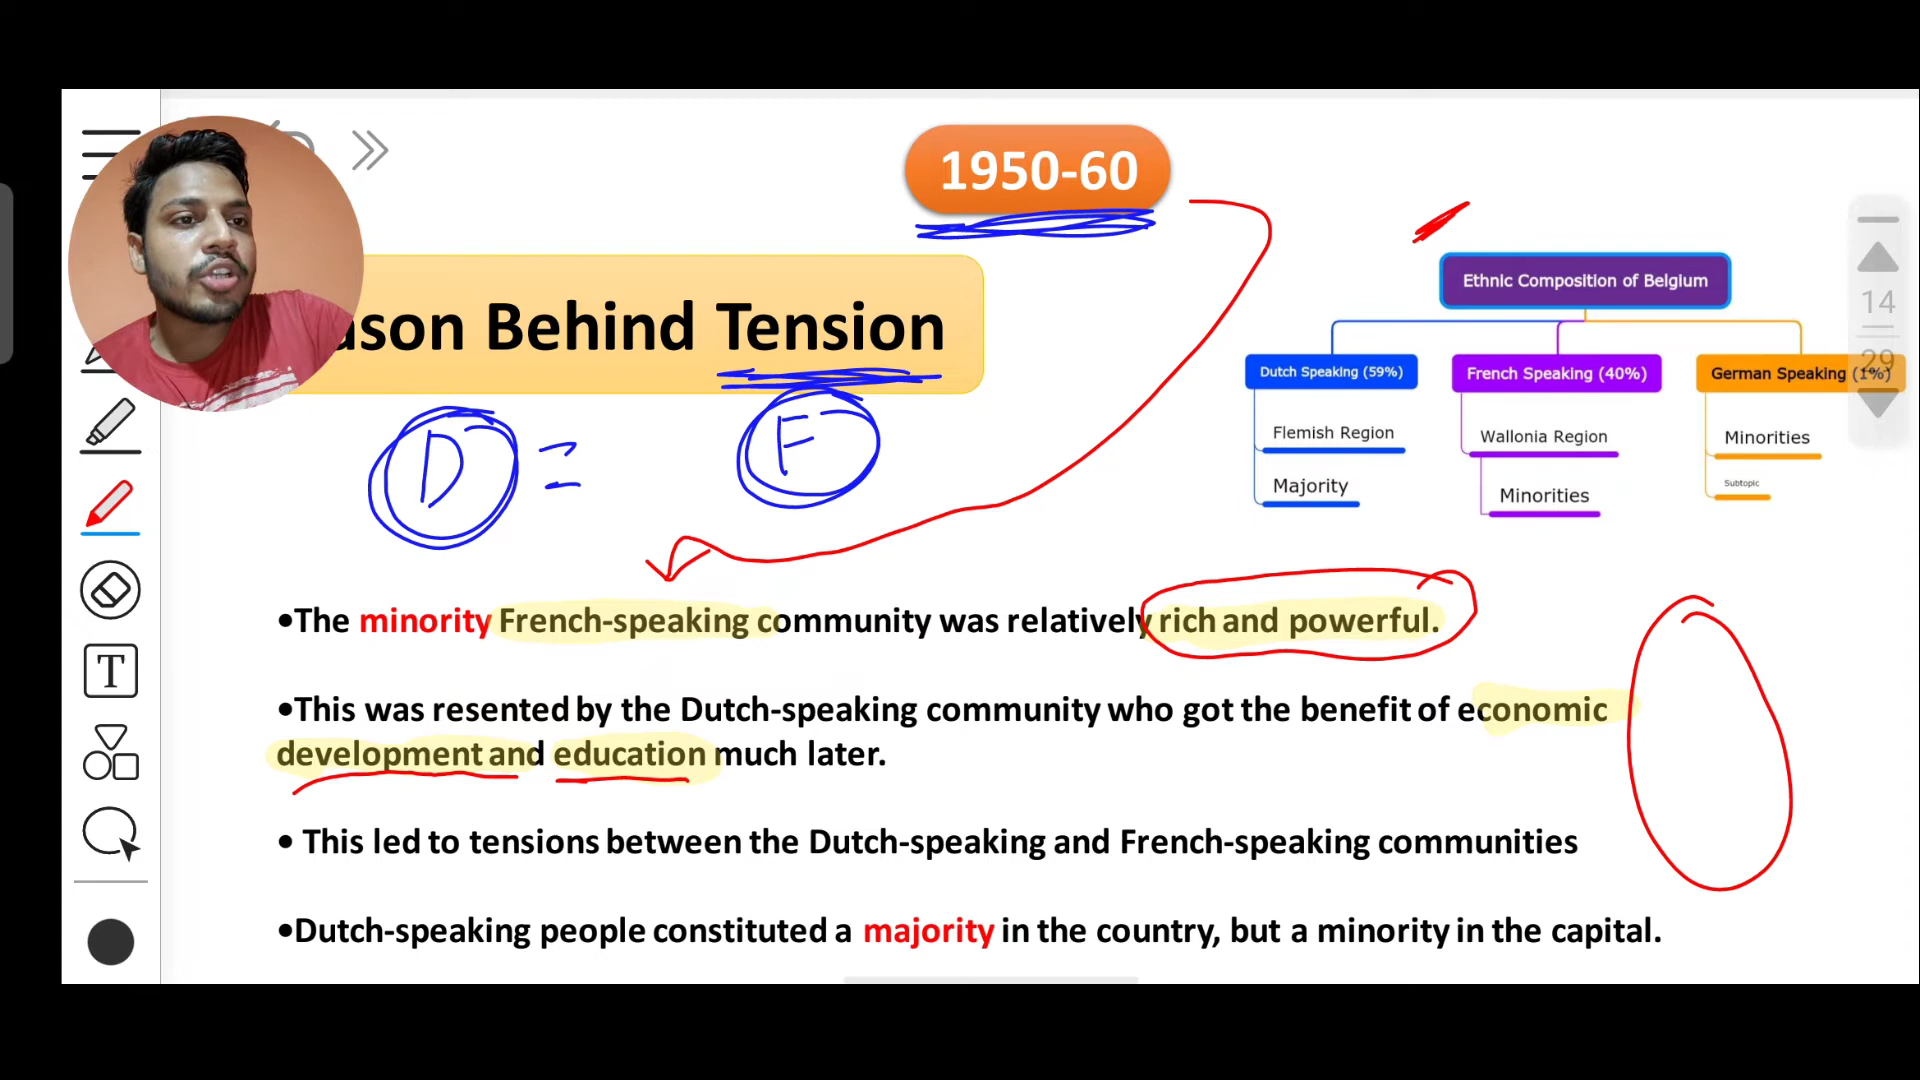 1950-60
ason Behind Tension
Ethnic Composition of Belgium
Dutch Speaking (59%)
French Speaking (40%)
German Speaking (1%)
Flemish Region
Wallonia Region
Minorities
Majority
Minorities
Subtopic
14
29
D = F
•The minority French-speaking community was relatively rich and powerful.
•This was resented by the Dutch-speaking community who got the benefit of economic
development and education much later.
• This led to tensions between the Dutch-speaking and French-speaking communities
•Dutch-speaking people constituted a majority in the country, but a minority in the capital.
T